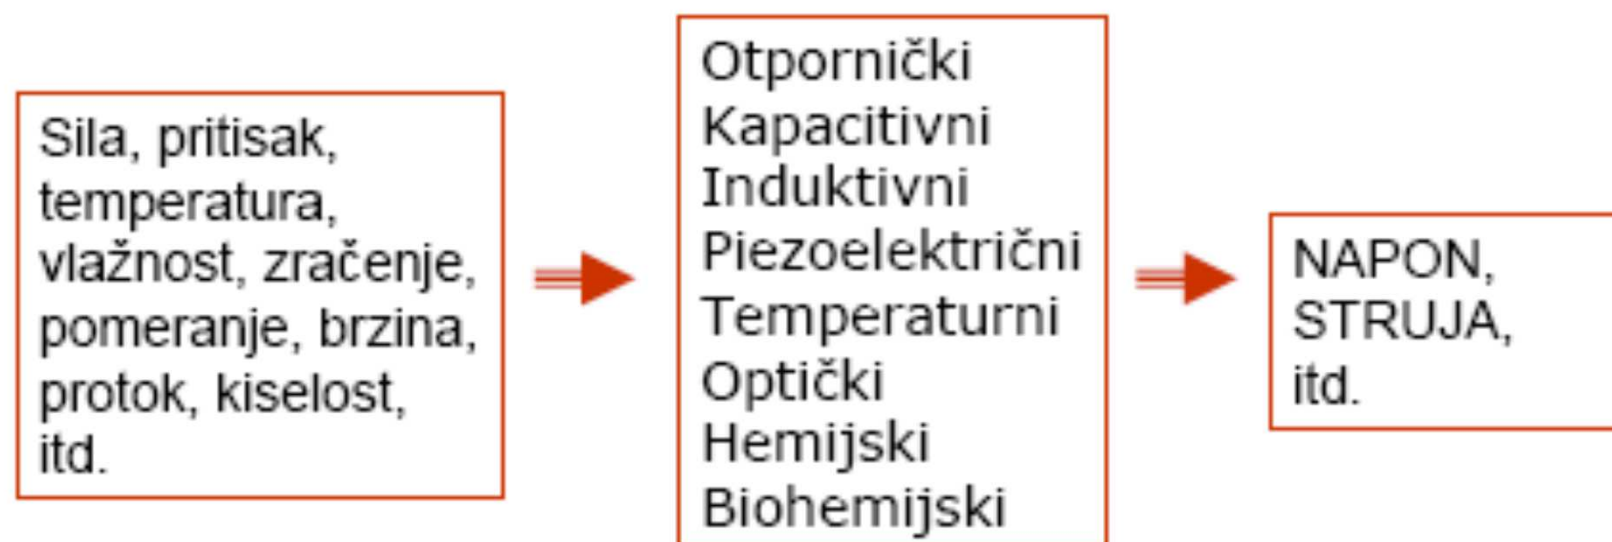 Sila, pritisak,
temperatura,
vlažnost, zračenje,
pomeranje, brzina,
protok, kiselost,
itd.
Otpornički
Kapacitivni
Induktivni
Piezoelektrični
Temperaturni
Optički
Hemijski
Biohemijski
NAPON,
STRUJA,
itd.